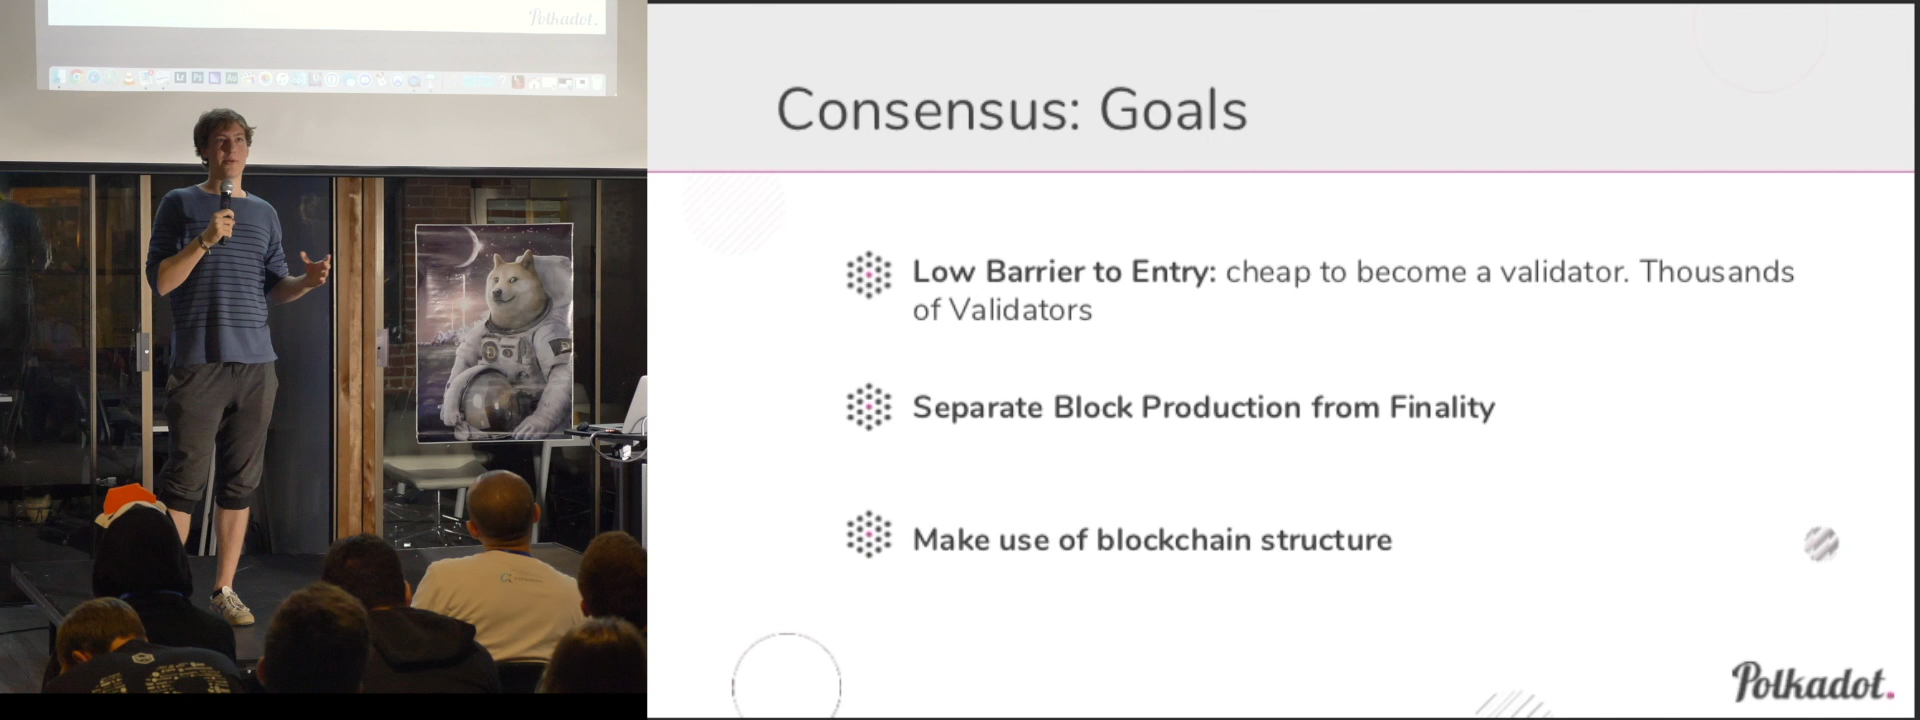 Polkadot.
Consensus: Goals
Low Barrier to Entry: cheap to become a validator. Thousands
of Validators
Separate Block Production from Finality
Make use of blockchain structure
Polkadot.